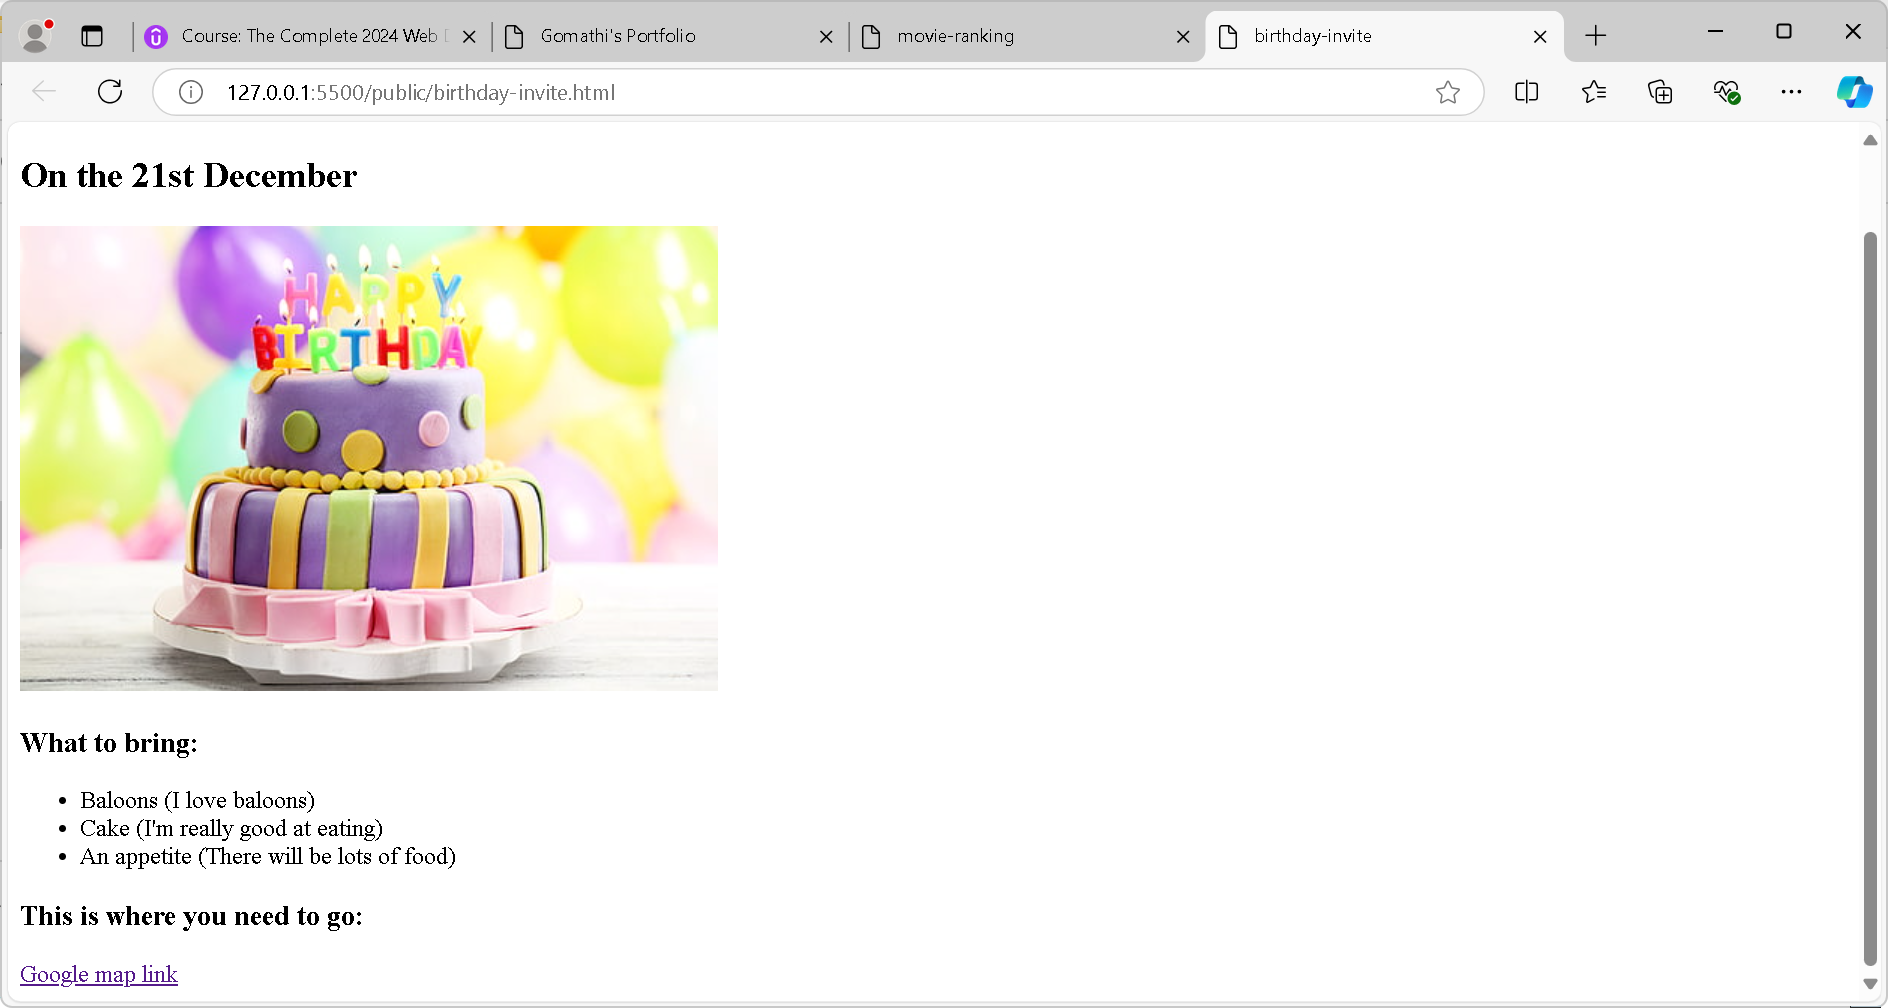 Course: The Complete 2024 Web
Gomathi's Portfolio
movie-ranking
birthday-invite
127.0.0.1:5500/public/birthday-invite.html
On the 21st December
HAPPY
BIRTHDAY
What to bring:
Baloons (I love baloons)
Cake (I'm really good at eating)
An appetite (There will be lots of food)
This is where you need to go:
Google map link